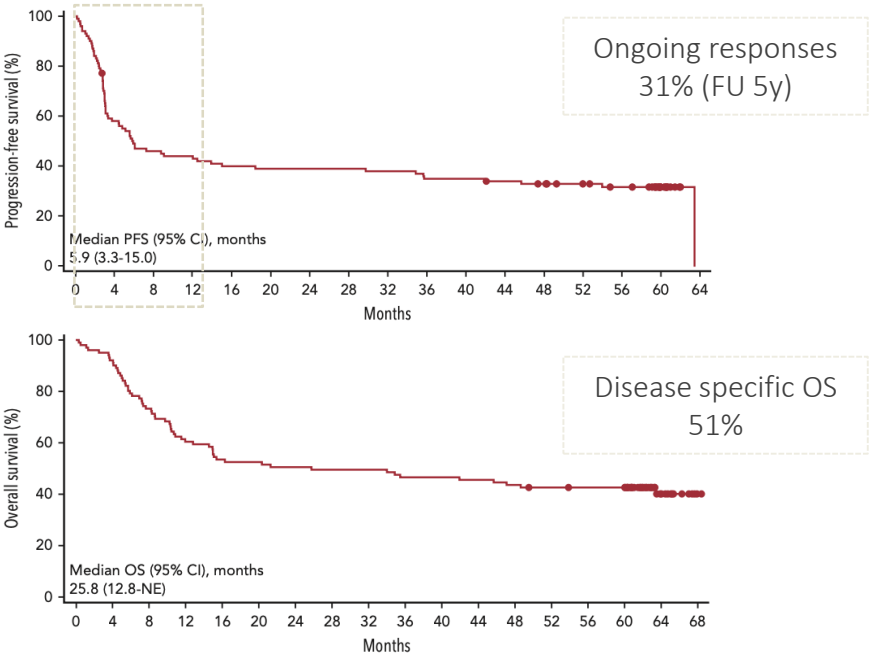 Progression-free survival (%)
100
80
60
40
20
0
Median PFS (95% CI), months
5.9 (3.3-15.0)
0 4 8 12 16 20 24 28 32 36 40 44 48 52 56 60 64
Months
Ongoing responses
31% (FU 5y)
Overall survival (%)
100
80
60
40
20
0
Median OS (95% CI), months
25.8 (12.8-NE)
0 4 8 12 16 20 24 28 32 36 40 44 48 52 56 60 64 68
Months
Disease specific OS
51%